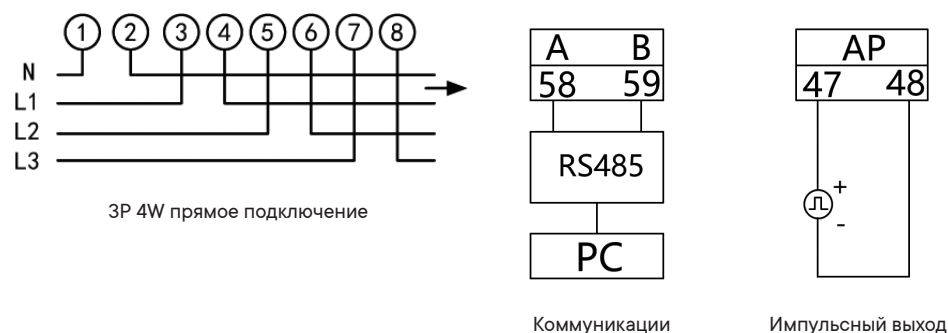 1 2 3 4 5 6 7 8
N
L1
L2
L3
3P 4W прямое подключение
A B
58 59
RS485
PC
Коммуникации
AP
47 48
+
-
Импульсный выход